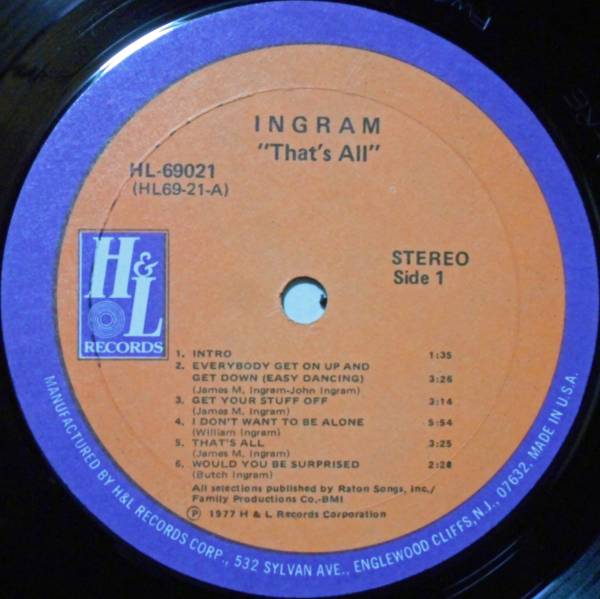 INGRAM
"That's All"
HL-69021
(HL69-21-A)
H&L
RECORDS
STEREO
Side 1
1. INTRO 1:35
2. EVERYBODY GET ON UP AND
GET DOWN (EASY DANCING) 3:26
(James M. Ingram-John Ingram)
3. GET YOUR STUFF OFF 3:14
(James M. Ingram)
4. I DON'T WANT TO BE ALONE 5:54
(William Ingram)
5. THAT'S ALL 3:25
(James M. Ingram)
6. WOULD YOU BE SURPRISED 2:28
(Butch Ingram)
All selections published by Raton Songs, Inc./
Family Productions Co.-BMI
Ⓟ 1977 H & L Records Corporation
MANUFACTURED BY H&L RECORDS CORP., 532 SYLVAN AVE., ENGLEWOOD CLIFFS, N.J., 07632, MADE IN U.S.A.